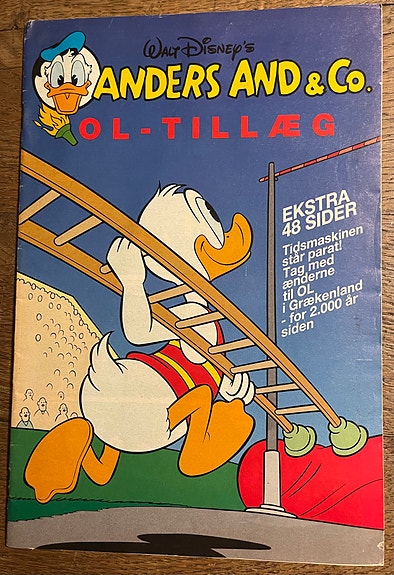 WALT DISNEY'S
ANDERS AND & Co.
OL-TILLÆG
EKSTRA
48 SIDER
Tidsmaskinen
står parat!
Tag med
ænderne
til OL
i Grækenland
- for 2.000 år
siden